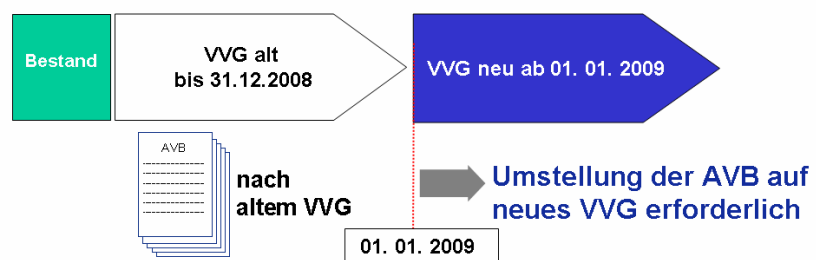 Bestand
VVG alt
bis 31.12.2008
VVG neu ab 01. 01. 2009
AVB
nach
altem VVG
Umstellung der AVB auf
neues VVG erforderlich
01. 01. 2009